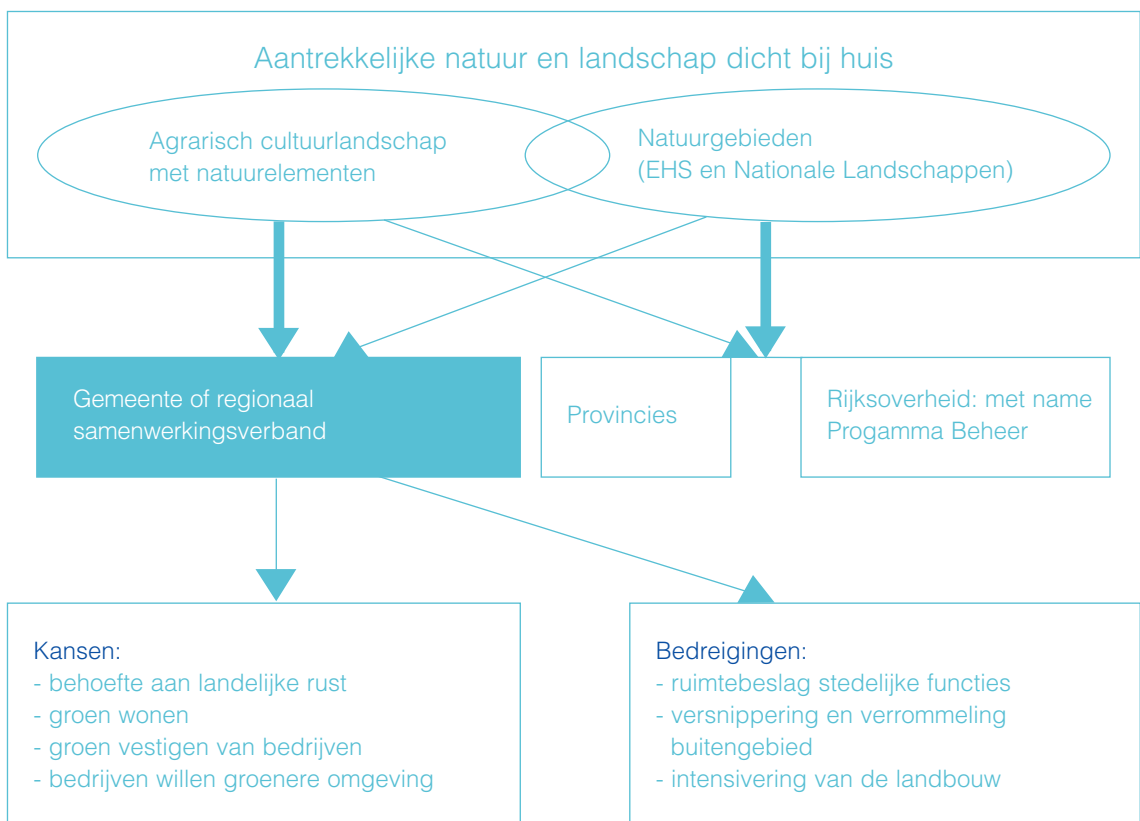 Aantrekkelijke natuur en landschap dicht bij huis
Agrarisch cultuurlandschap
met natuurelementen
Natuurgebieden
(EHS en Nationale Landschappen)
Gemeente of regionaal
samenwerkingsverband
Provincies
Rijksoverheid: met name
Progamma Beheer
Kansen:
- behoefte aan landelijke rust
- groen wonen
- groen vestigen van bedrijven
- bedrijven willen groenere omgeving
Bedreigingen:
- ruimtebeslag stedelijke functies
- versnippering en verrommeling
buitengebied
- intensivering van de landbouw